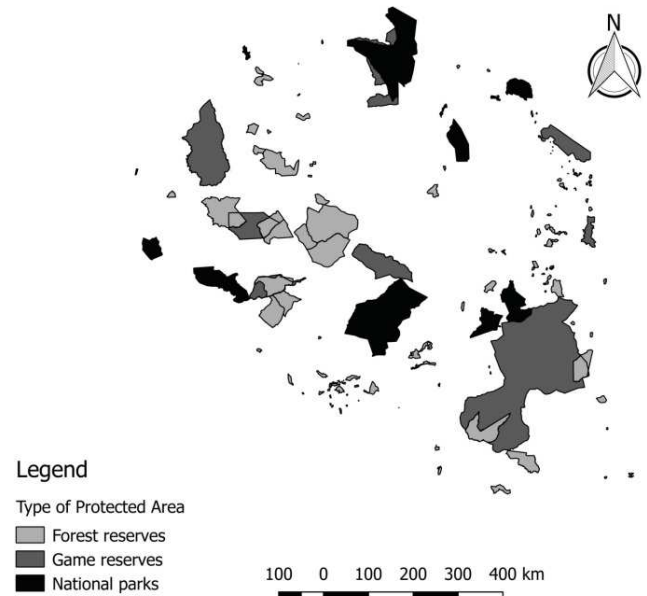 N
Legend
Type of Protected Area
Forest reserves
Game reserves
National parks
100 0 100 200 300 400 km